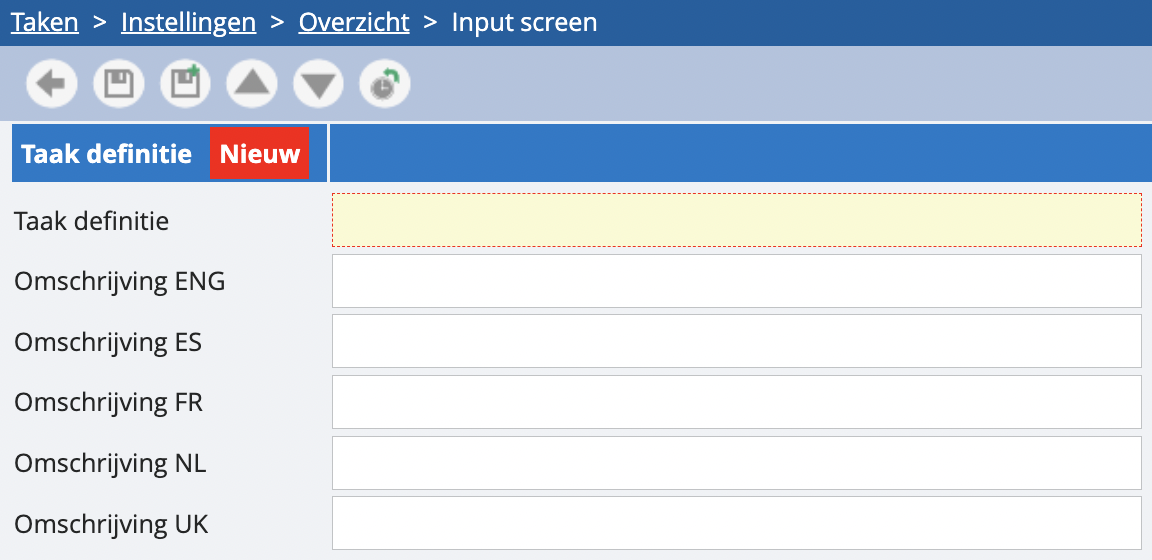 Taken > Instellingen > Overzicht > Input screen
Taak definitie Nieuw
Taak definitie
Omschrijving ENG
Omschrijving ES
Omschrijving FR
Omschrijving NL
Omschrijving UK